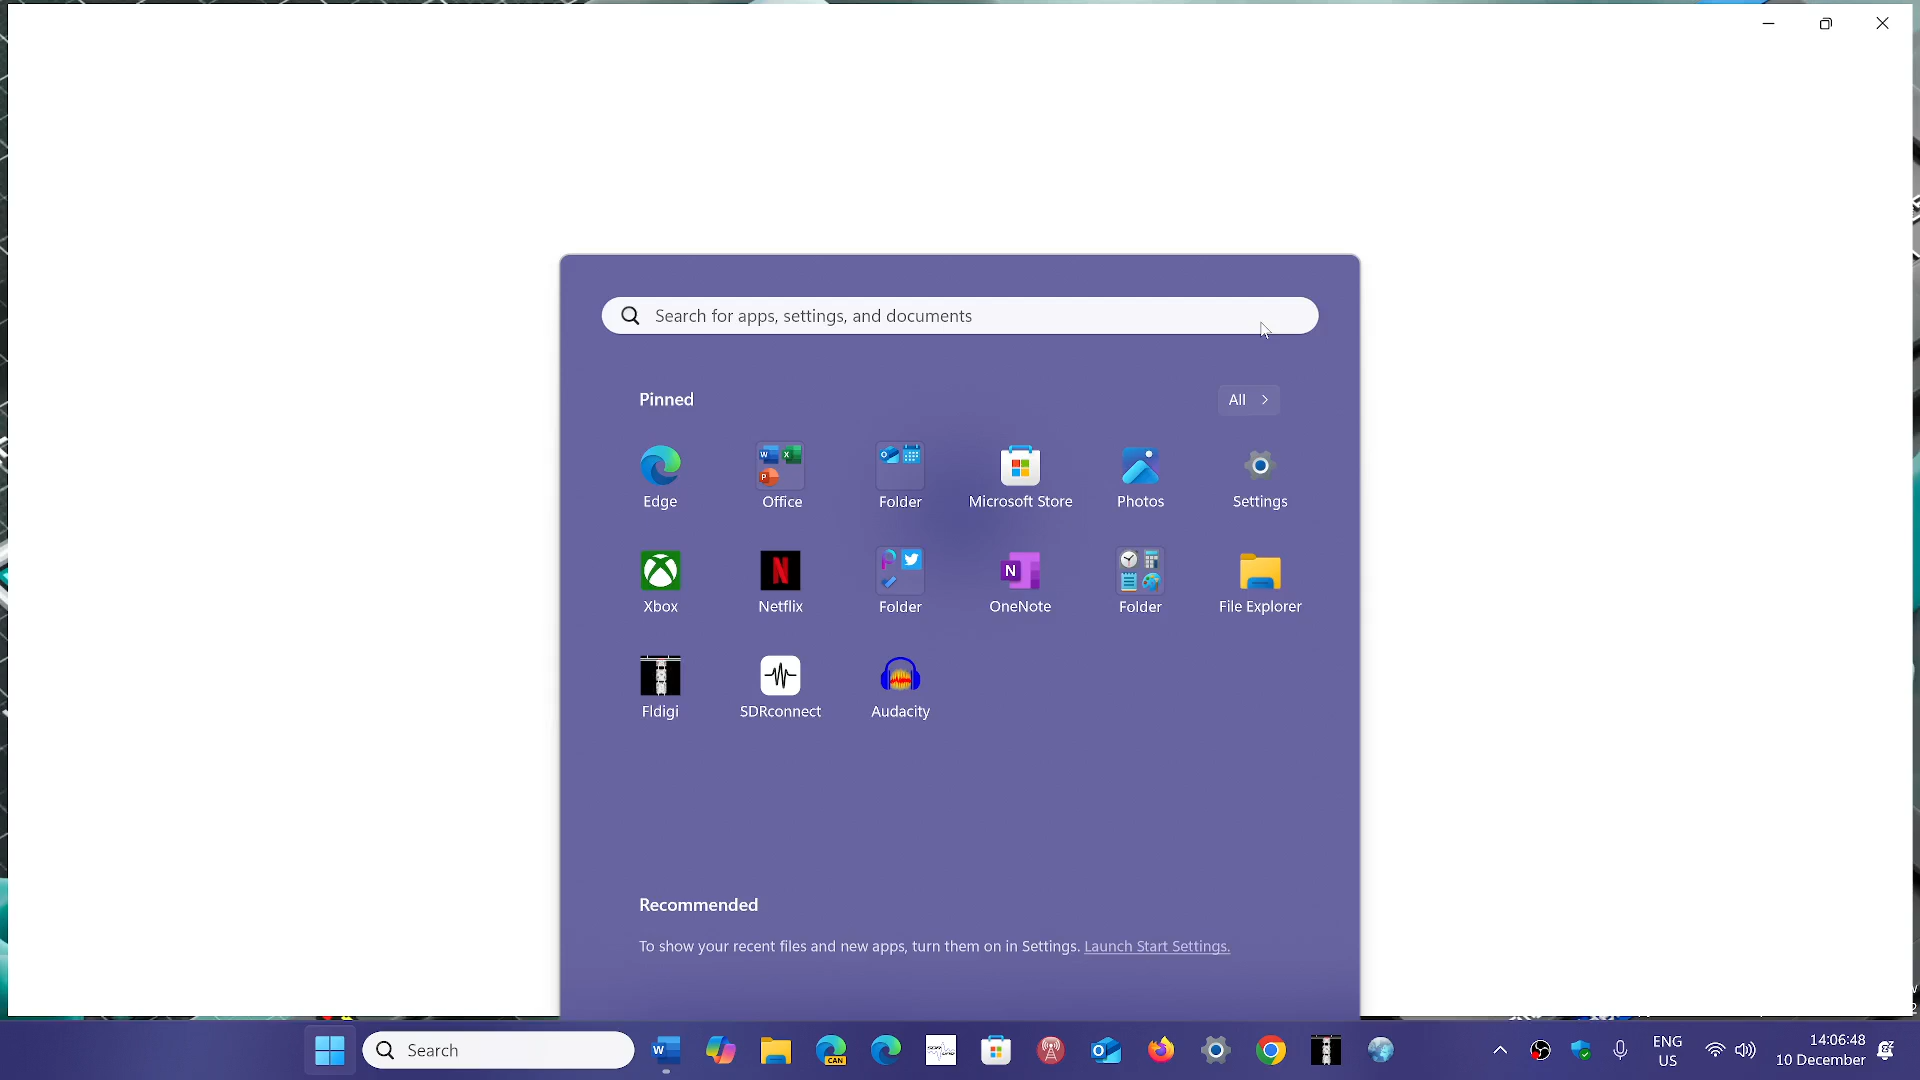 Search for apps, settings, and documents
Pinned
All
Edge
Office
Folder
Microsoft Store
Photos
Settings
Xbox
Netflix
Folder
OneNote
Folder
File Explorer
Fldigi
SDRconnect
Audacity
Recommended
To show your recent files and new apps, turn them on in Settings. Launch Start Settings.
Search
CAN
ENG
US
14:06:48
10 December